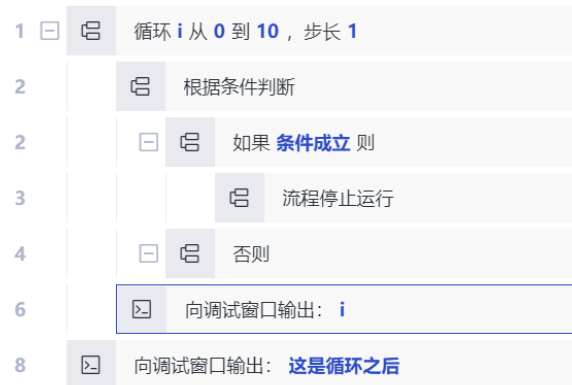 1 循环 i 从 0 到 10 ，步长 1
2 根据条件判断
2 如果 条件成立 则
3 流程停止运行
4 否则
6 向调试窗口输出： i
8 向调试窗口输出： 这是循环之后